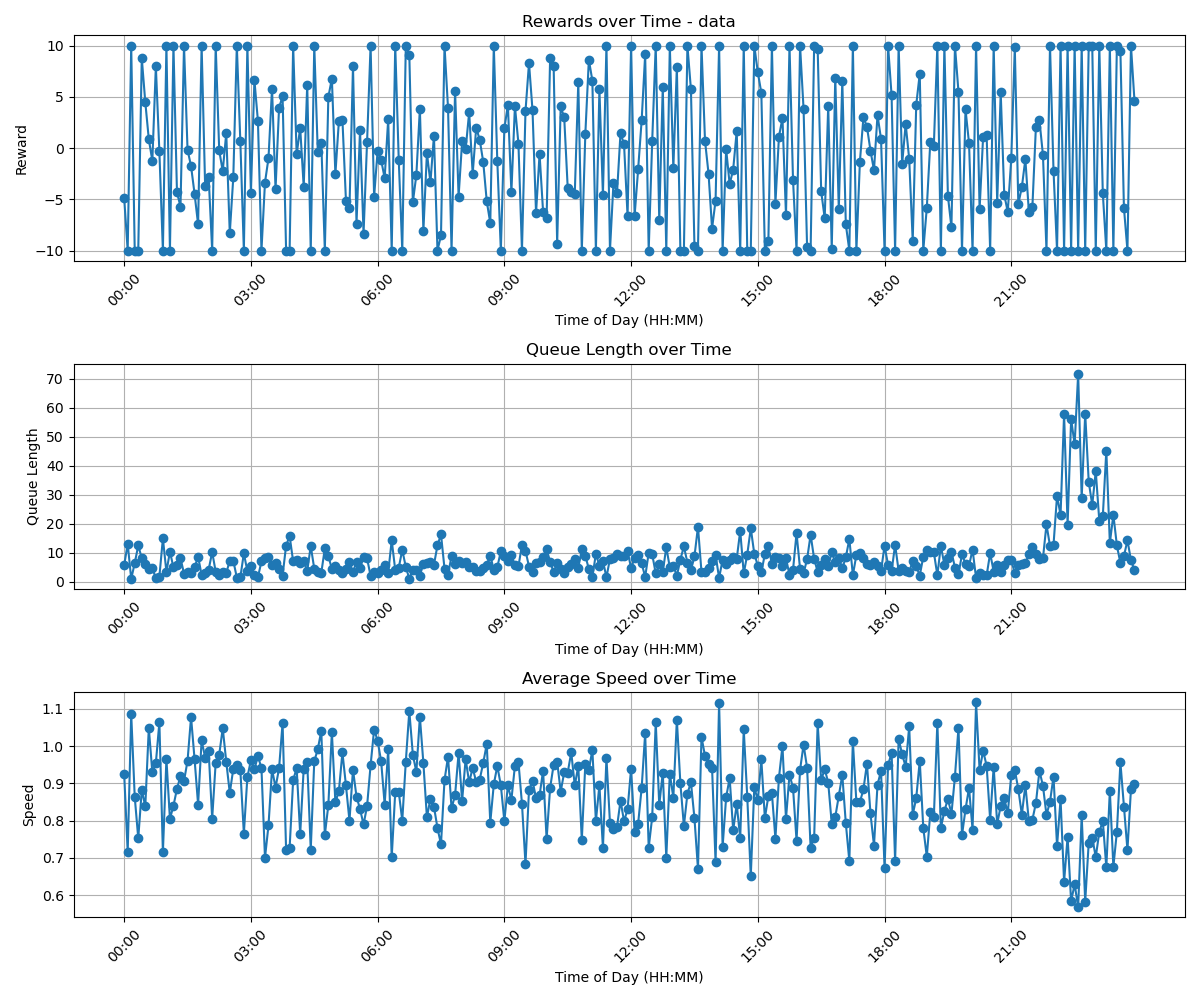 Rewards over Time - data
Reward
10
5
0
−5
−10
00:00 03:00 06:00 09:00 12:00 15:00 18:00 21:00
Time of Day (HH:MM)
Queue Length over Time
Queue Length
70
60
50
40
30
20
10
0
00:00 03:00 06:00 09:00 12:00 15:00 18:00 21:00
Time of Day (HH:MM)
Average Speed over Time
Speed
1.1
1.0
0.9
0.8
0.7
0.6
00:00 03:00 06:00 09:00 12:00 15:00 18:00 21:00
Time of Day (HH:MM)